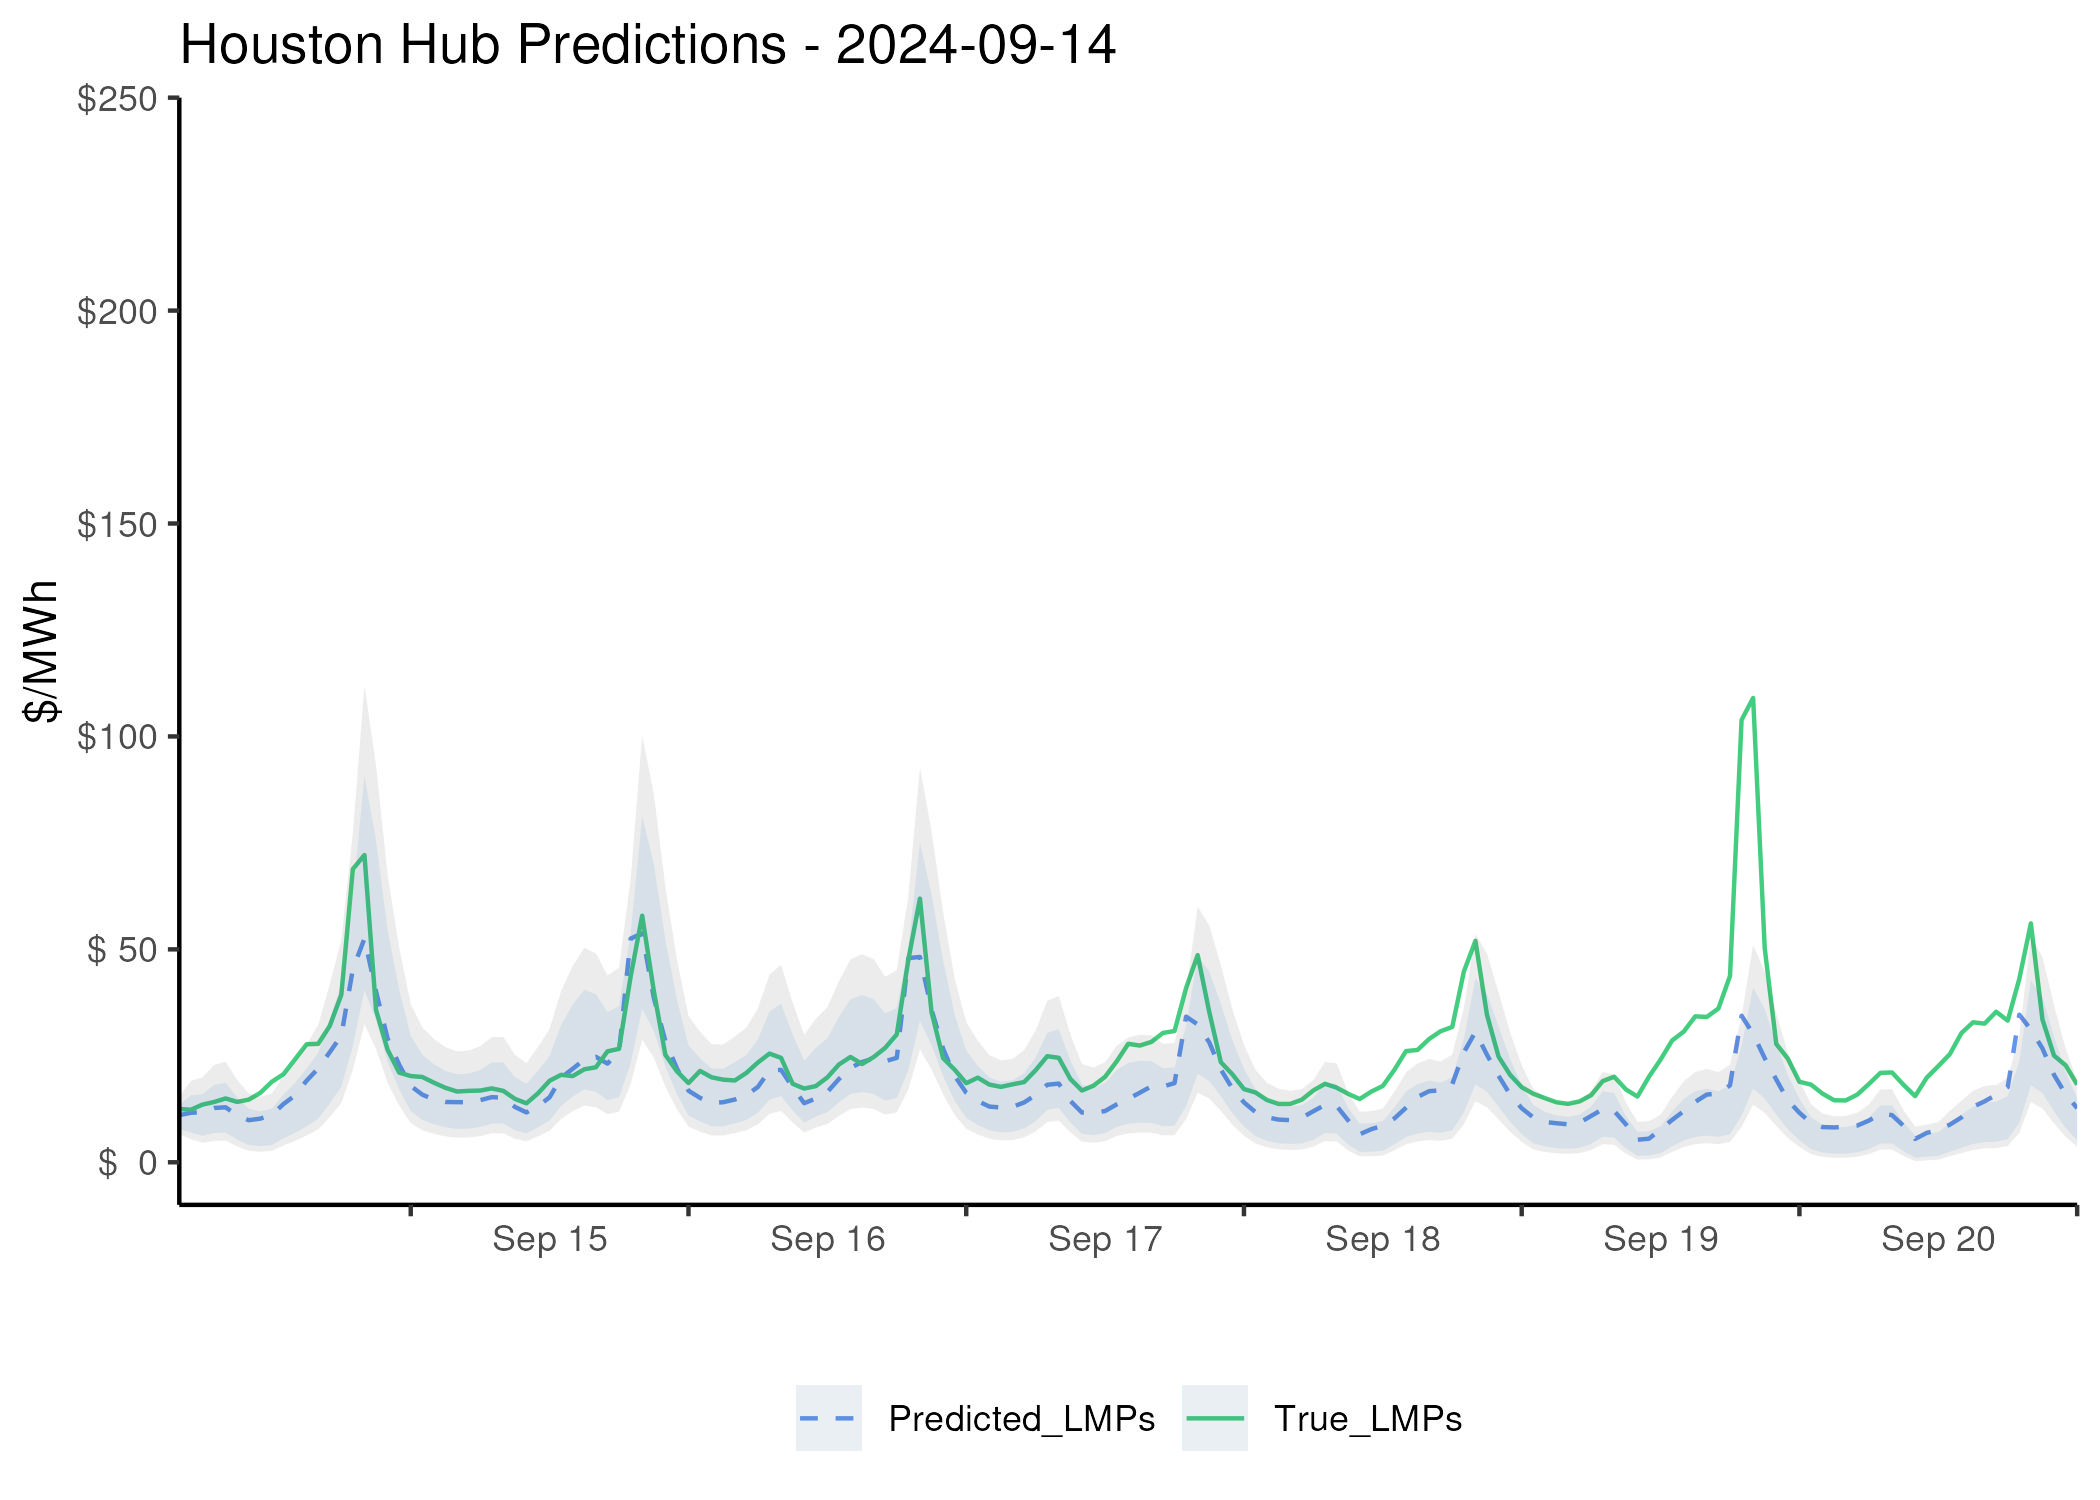 Houston Hub Predictions - 2024-09-14
$250
$200
$150
$100
$ 50
$  0
$/MWh
Sep 15 Sep 16 Sep 17 Sep 18 Sep 19 Sep 20
Predicted_LMPs True_LMPs